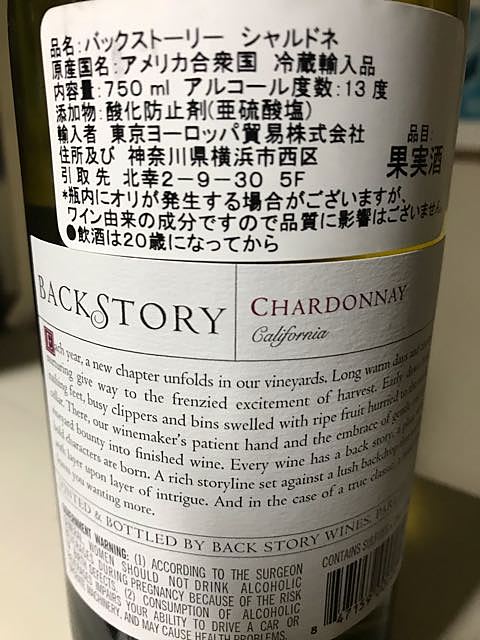 品名:バックストーリー シャルドネ
原産国名:アメリカ合衆国 冷蔵輸入品
内容量:750ml アルコール度数:13度
添加物:酸化防止剤(亜硫酸塩)
輸入者 東京ヨーロッパ貿易株式会社
住所及び 神奈川県横浜市西区
引取先 北幸2-9-30 5F
品目:
果実酒
*瓶内にオリが発生する場合がございますが、
ワイン由来の成分ですので品質に影響はございません。
●飲酒は20歳になってから
BACKSTORY
CHARDONNAY
California
Each year, a new chapter unfolds in our vineyards. Long warm days and
give way to the frenzied excitement of harvest. Early
feet, busy clippers and bins swelled with ripe fruit hurried to the
There, our winemaker's patient hand and the embrace of gentle
bounty into finished wine. Every wine has a back story, a
characters are born. A rich storyline set against a lush backdrop
layer upon layer of intrigue. And in the case of a true classic,
you wanting more.
& BOTTLED BY BACK STORY WINES,
WARNING: (1) ACCORDING TO THE SURGEON
WOMEN SHOULD NOT DRINK ALCOHOLIC
DURING PREGNANCY BECAUSE OF THE RISK
(2) CONSUMPTION OF ALCOHOLIC
YOUR ABILITY TO DRIVE A CAR OR
MACHINERY, AND MAY CAUSE HEALTH PROBLEMS.
CONTAINS